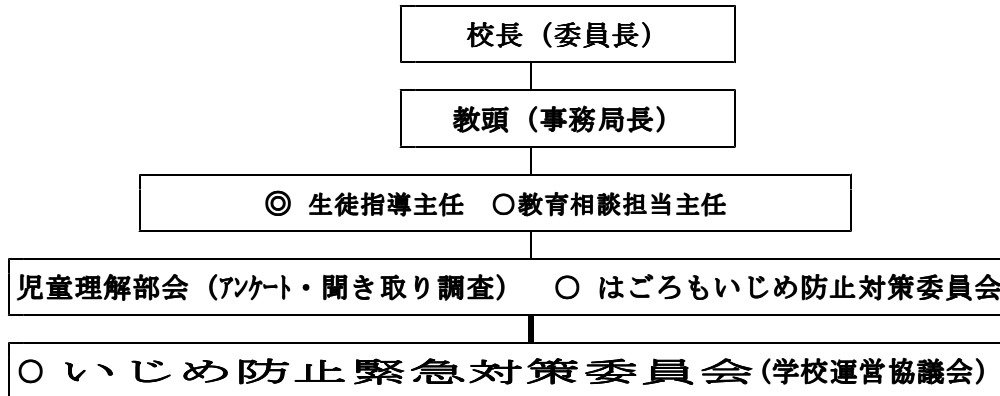 校長（委員長）
教頭（事務局長）
◎ 生徒指導主任　○教育相談担当主任
児童理解部会（ｱﾝｹｰﾄ・聞き取り調査）　○ はごろもいじめ防止対策委員会
○ いじめ防止緊急対策委員会(学校運営協議会)